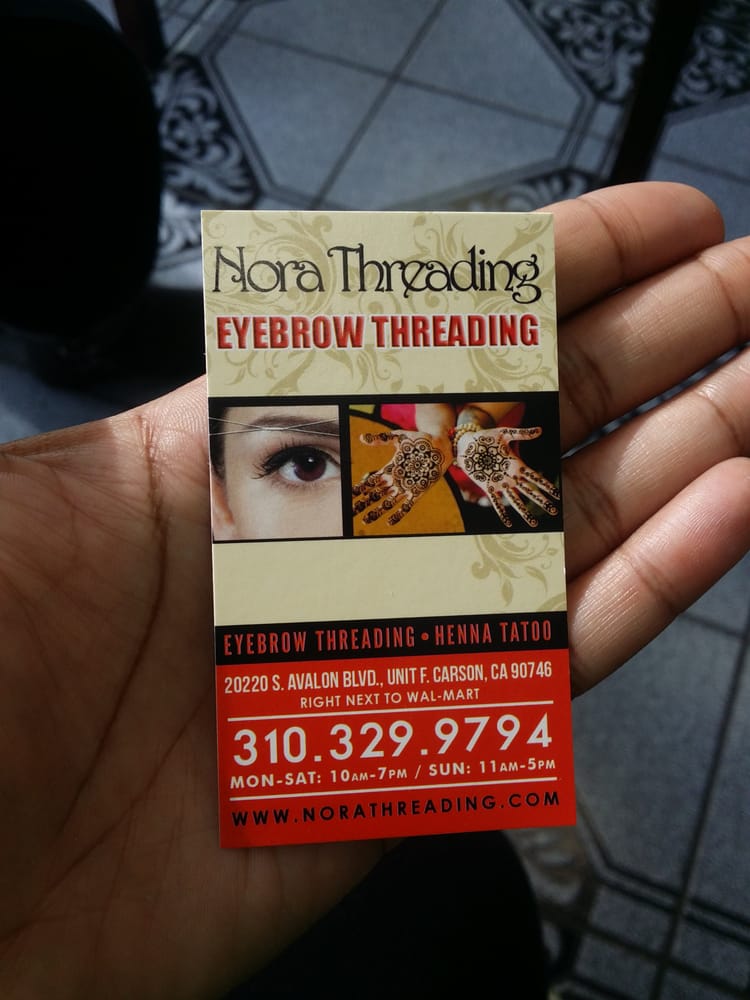 Nora Threading
EYEBROW THREADING
EYEBROW THREADING • HENNA TATOO
20220 S. AVALON BLVD., UNIT F. CARSON, CA 90746
RIGHT NEXT TO WAL-MART
310.329.9794
MON-SAT: 10AM-7PM / SUN: 11AM-5PM
WWW.NORATHREADING.COM